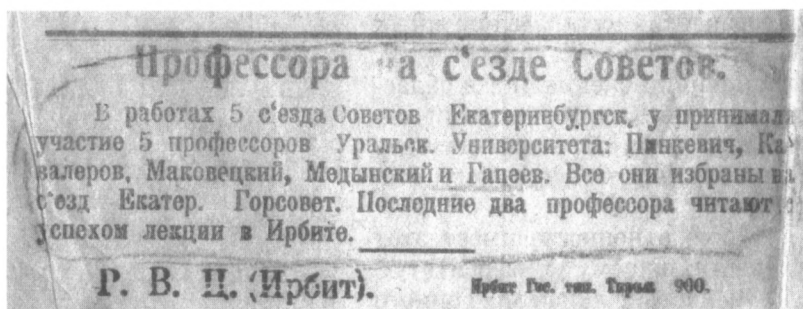 Профессора на с'езде Советов.
В работах 5 с'езда Советов Екатеринбургск. у принимали
участие 5 профессоров Уральск. Университета: Пинкевич, Ка-
валеров, Маковецкий, Медынский и Гапеев. Все они избраны на
с'езд Екатер. Горсовет. Последние два профессора читают с
успехом лекции в Ирбите.
Р. В. Ц. (Ирбит).
Ирбит Гос. тип. Тираж 900.